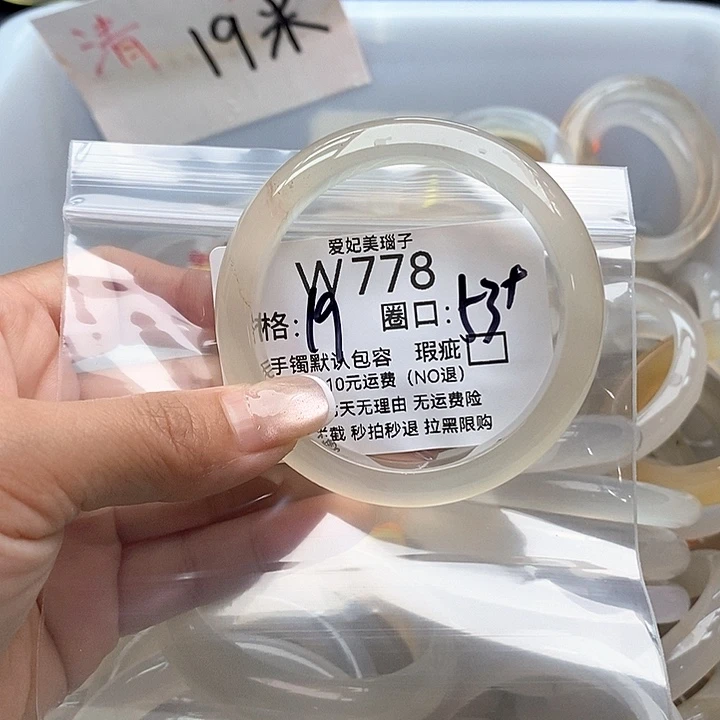 清 19米
爱妃美瑙子
W778
格:19 圈口:53+
手镯默认包容 瑕疵
10元运费 (NO退)
天无理由 无运费险
截 秒拍秒退 拉黑限购